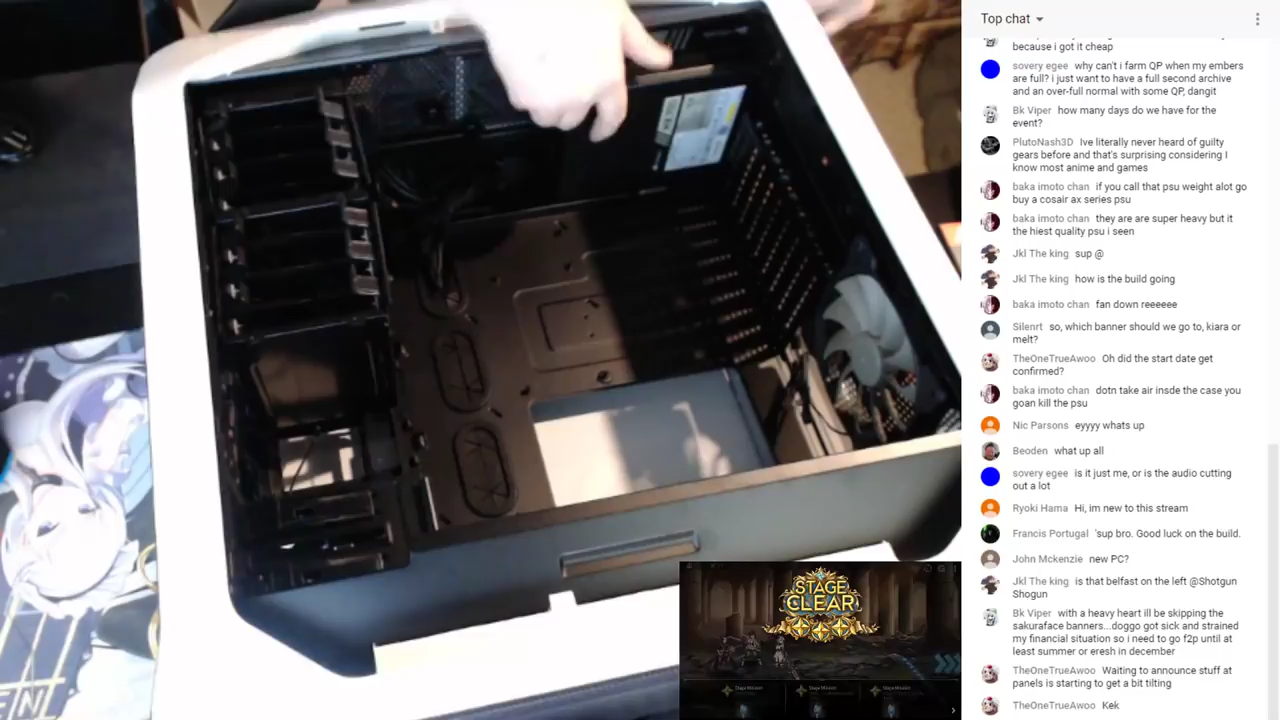 Top chat
because i got it cheap
sovery egee why can't i farm QP when my embers
are full? i just want to have a full second archive
and an over-full normal with some QP, dangit
Bk Viper how many days do we have for the
event?
PlutoNash3D Ive literally never heard of guilty
gears before and that's surprising considering I
know most anime and games
baka imoto chan if you call that psu weight alot go
buy a cosair ax series psu
baka imoto chan they are are super heavy but it
the hiest quality psu i seen
Jkl The king sup @
Jkl The king how is the build going
baka imoto chan fan down reeeeee
Silenrt so, which banner should we go to, kiara or
melt?
TheOneTrueAwoo Oh did the start date get
confirmed?
baka imoto chan dotn take air insde the case you
goan kill the psu
Nic Parsons eyyyy whats up
Beoden what up all
sovery egee is it just me, or is the audio cutting
out a lot
Ryoki Hama Hi, im new to this stream
Francis Portugal 'sup bro. Good luck on the build.
John Mckenzie new PC?
Jkl The king is that belfast on the left @Shotgun
Shogun
Bk Viper with a heavy heart ill be skipping the
sakuraface banners...doggo got sick and strained
my financial situation so i need to go f2p until at
least summer or eresh in december
TheOneTrueAwoo Waiting to announce stuff at
panels is starting to get a bit tilting
TheOneTrueAwoo Kek
STAGE
CLEAR
Stage Mission
Stage Mission
Stage Mission